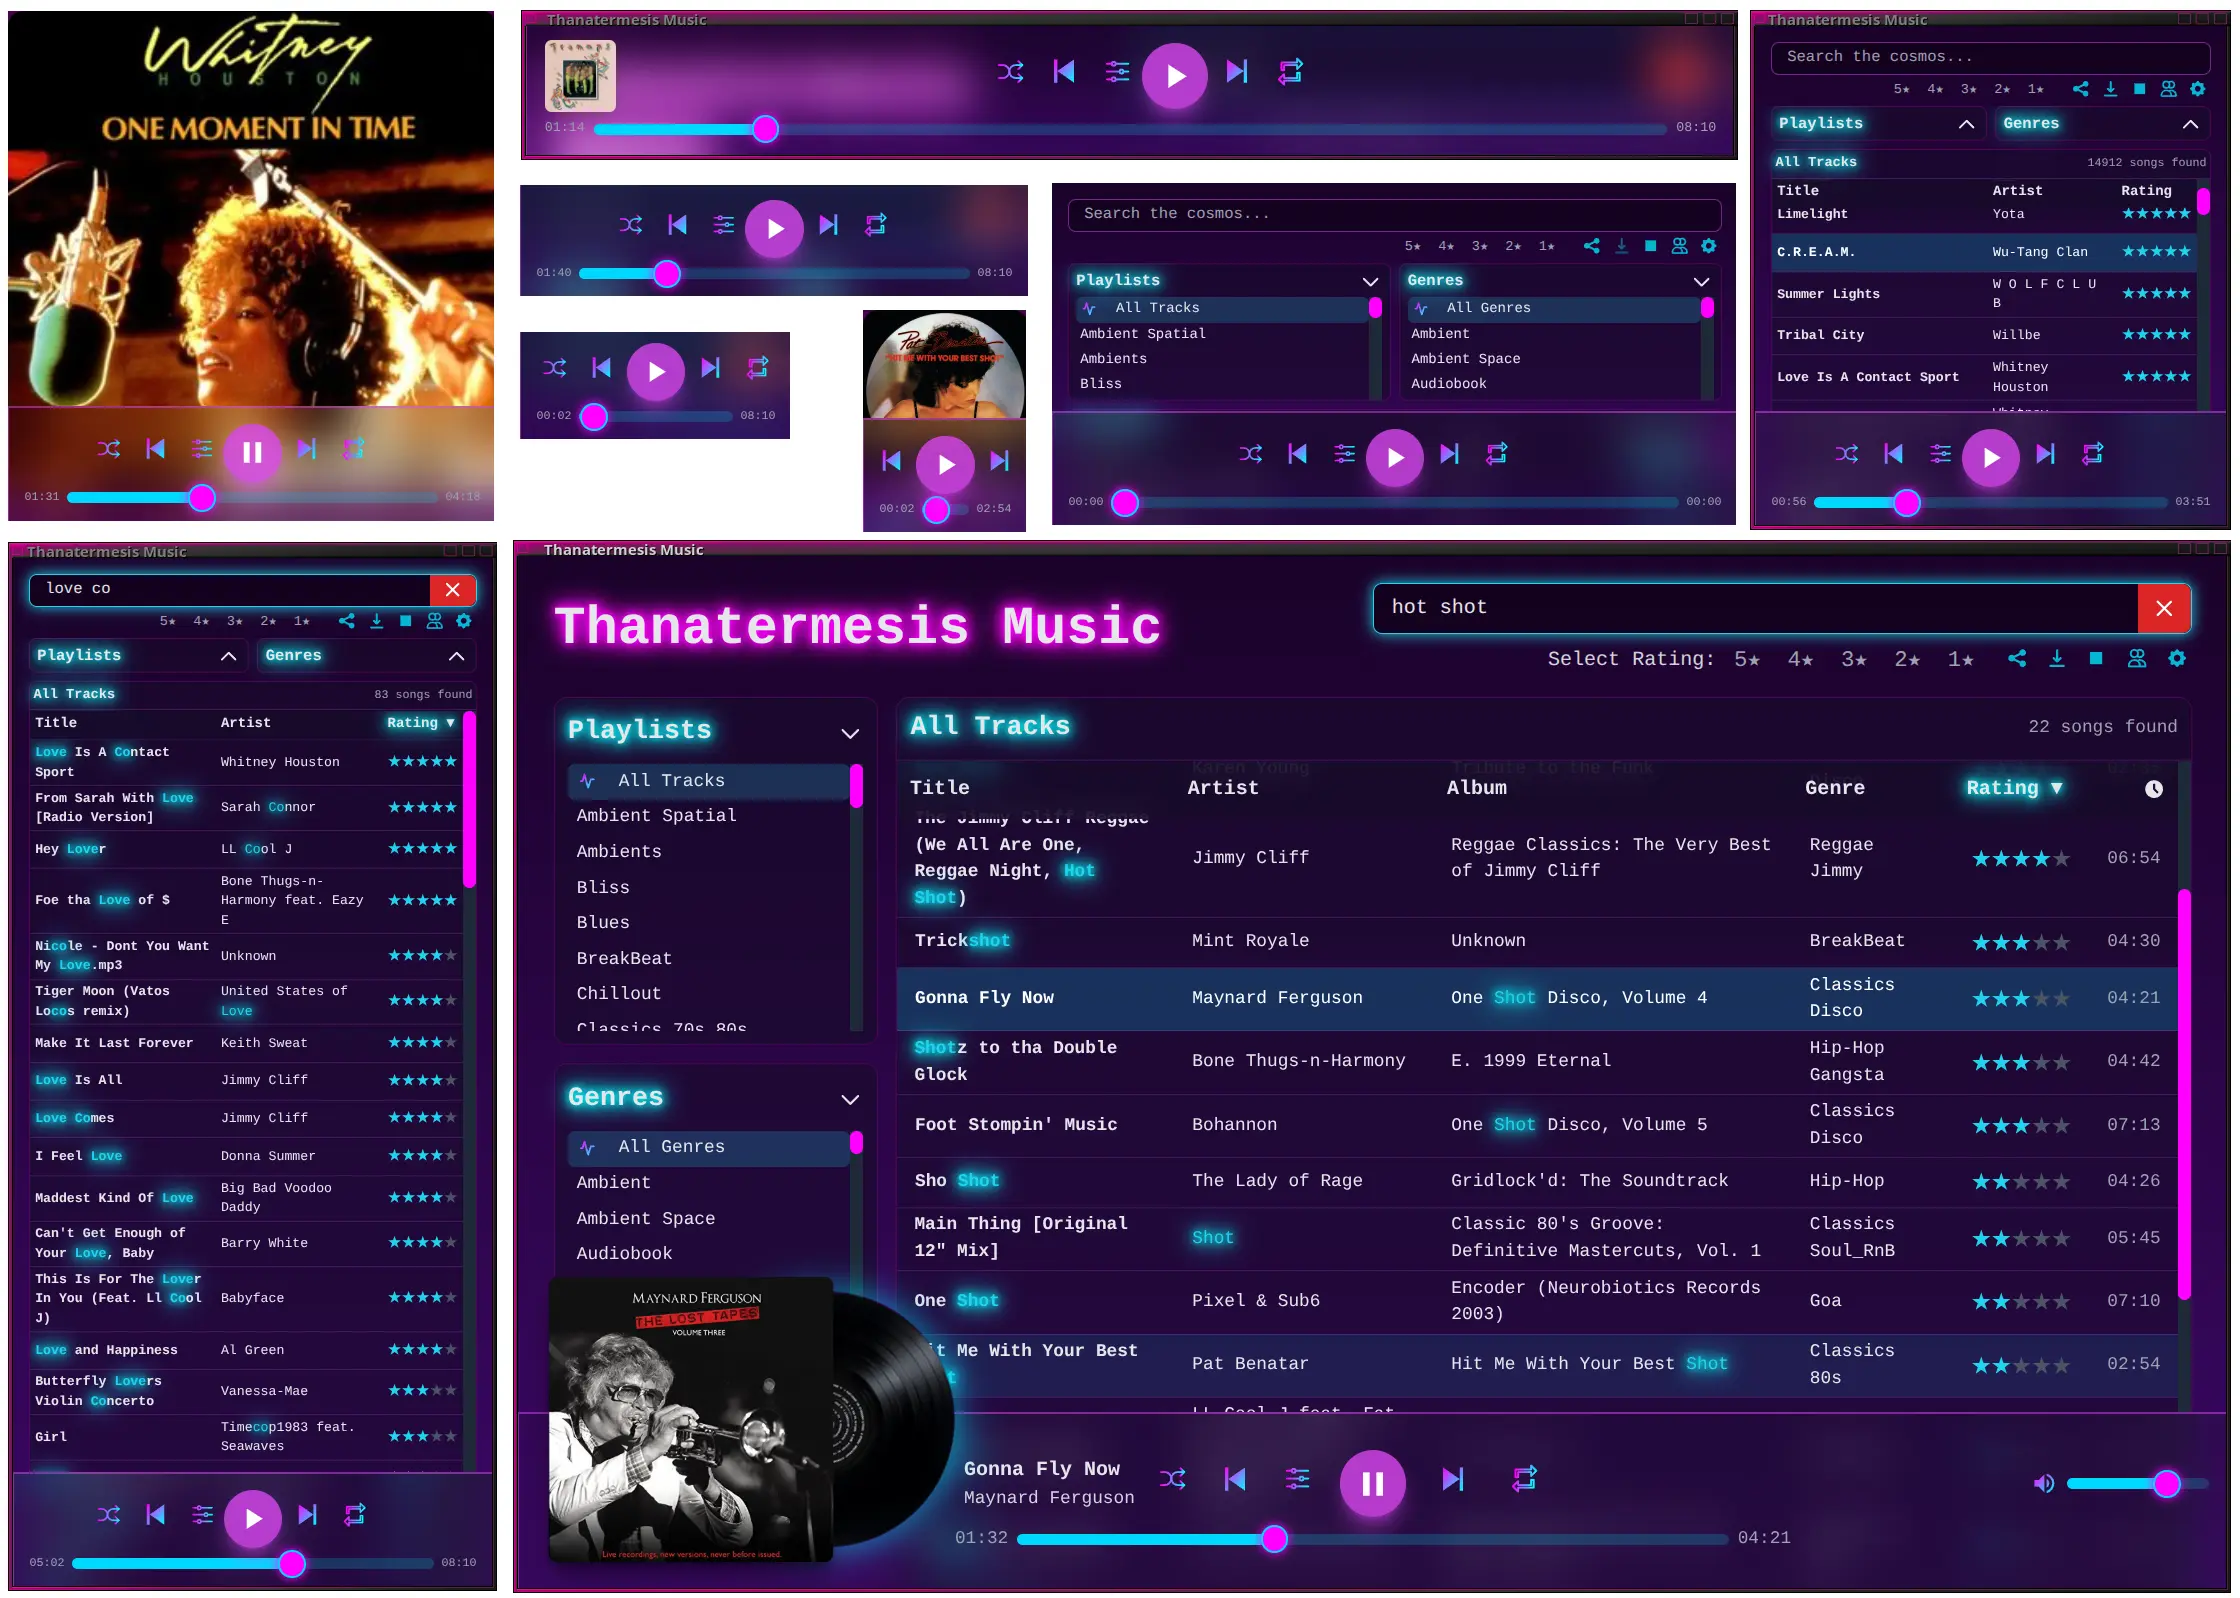 Whitney
HOUSTON
ONE MOMENT IN TIME
01:31
04:18
Thanatermesis Music
Trammps
01:14
08:10
01:40
08:10
00:02
08:10
Pat Benatar
"HIT ME WITH YOUR BEST SHOT"
00:02
02:54
Search the cosmos...
5★ 4★ 3★ 2★ 1★
Playlists
Genres
All Tracks
All Genres
Ambient Spatial
Ambient
Ambients
Ambient Space
Bliss
Audiobook
00:00
00:00
Thanatermesis Music
Search the cosmos...
5★ 4★ 3★ 2★ 1★
Playlists
Genres
All Tracks
14912 songs found
Title Artist Rating
Limelight Yota ★★★★★
C.R.E.A.M. Wu-Tang Clan ★★★★★
Summer Lights W O L F C L U
B ★★★★★
Tribal City Willbe ★★★★★
Love Is A Contact Sport Whitney
Houston ★★★★★
Whitney
00:56
03:51
Thanatermesis Music
love co
5★ 4★ 3★ 2★ 1★
Playlists
Genres
All Tracks
83 songs found
Title Artist Rating ▼
Love Is A Contact
Sport Whitney Houston ★★★★★
From Sarah With Love
[Radio Version] Sarah Connor ★★★★★
Hey Lover LL Cool J ★★★★★
Foe tha Love of $ Bone Thugs-n-
Harmony feat. Eazy
E ★★★★★
Nicole - Dont You Want
My Love.mp3 Unknown ★★★★★
Tiger Moon (Vatos
Locos remix) United States of
Love ★★★★★
Make It Last Forever Keith Sweat ★★★★★
Love Is All Jimmy Cliff ★★★★★
Love Comes Jimmy Cliff ★★★★★
I Feel Love Donna Summer ★★★★★
Maddest Kind Of Love Big Bad Voodoo
Daddy ★★★★★
Can't Get Enough of
Your Love, Baby Barry White ★★★★★
This Is For The Lover
In You (Feat. Ll Cool
J) Babyface ★★★★★
Love and Happiness Al Green ★★★★★
Butterfly Lovers
Violin Concerto Vanessa-Mae ★★★★★
Girl Timecop1983 feat.
Seawaves ★★★★★
05:02
08:10
Thanatermesis Music
Thanatermesis Music
hot shot
Select Rating: 5★ 4★ 3★ 2★ 1★
Playlists
All Tracks
Ambient Spatial
Ambients
Bliss
Blues
BreakBeat
Chillout
Classics 70s 80s
Genres
All Genres
Ambient
Ambient Space
Audiobook
All Tracks
22 songs found
Karen Young Tribute to the Funk Disco
Title Artist Album Genre Rating ▼
The Jimmy Cliff Reggae
(We All Are One,
Reggae Night, Hot
Shot) Jimmy Cliff Reggae Classics: The Very Best
of Jimmy Cliff Reggae
Jimmy ★★★★★ 06:54
Trickshot Mint Royale Unknown BreakBeat ★★★★★ 04:30
Gonna Fly Now Maynard Ferguson One Shot Disco, Volume 4 Classics
Disco ★★★★★ 04:21
Shotz to tha Double
Glock Bone Thugs-n-Harmony E. 1999 Eternal Hip-Hop
Gangsta ★★★★★ 04:42
Foot Stompin' Music Bohannon One Shot Disco, Volume 5 Classics
Disco ★★★★★ 07:13
Sho Shot The Lady of Rage Gridlock'd: The Soundtrack Hip-Hop ★★★★★ 04:26
Main Thing [Original
12" Mix] Shot Classic 80's Groove:
Definitive Mastercuts, Vol. 1 Classics
Soul_RnB ★★★★★ 05:45
One Shot Pixel & Sub6 Encoder (Neurobiotics Records
2003) Goa ★★★★★ 07:10
it Me With Your Best
t Pat Benatar Hit Me With Your Best Shot Classics
80s ★★★★★ 02:54
LL Cool J feat. Fat
MAYNARD FERGUSON
THE LOST TAPES
VOLUME THREE
Live recordings, new versions, never before issued.
Gonna Fly Now
Maynard Ferguson
01:32
04:21